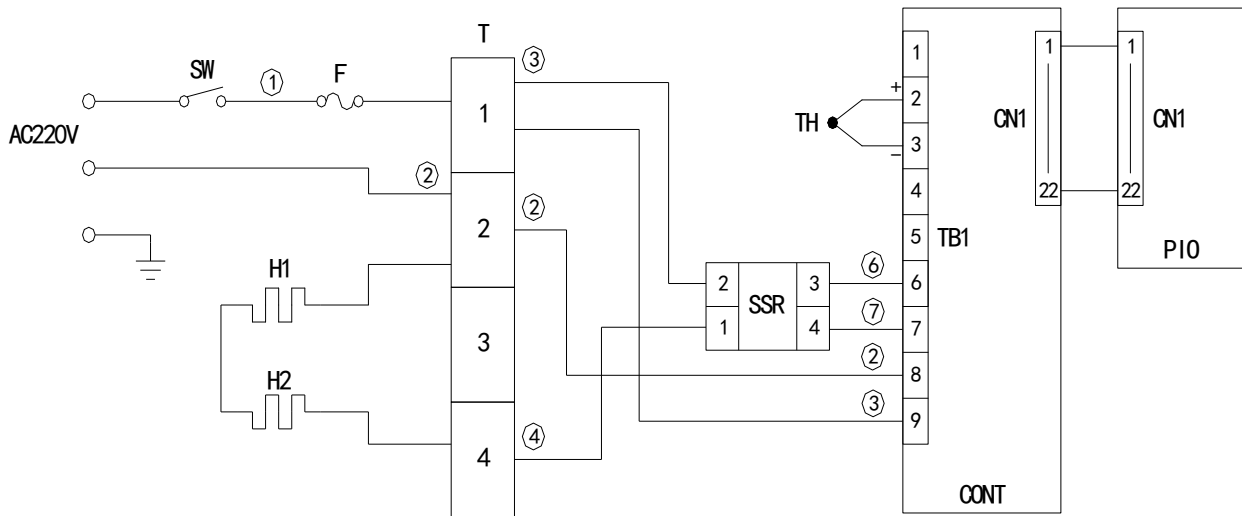 T
SW
①
F
③
AC220V
1
②
②
2
H1
3
H2
④
4
TH
+
−
1
2
3
4
5
TB1
6
7
8
9
⑥
⑦
②
③
2
3
SSR
1
4
CN1
1
22
CONT
1
CN1
22
PIO